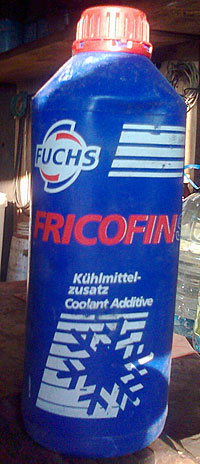 FUCHS
FRICOFIN
Kühlmittel-
zusatz
Coolant Additive